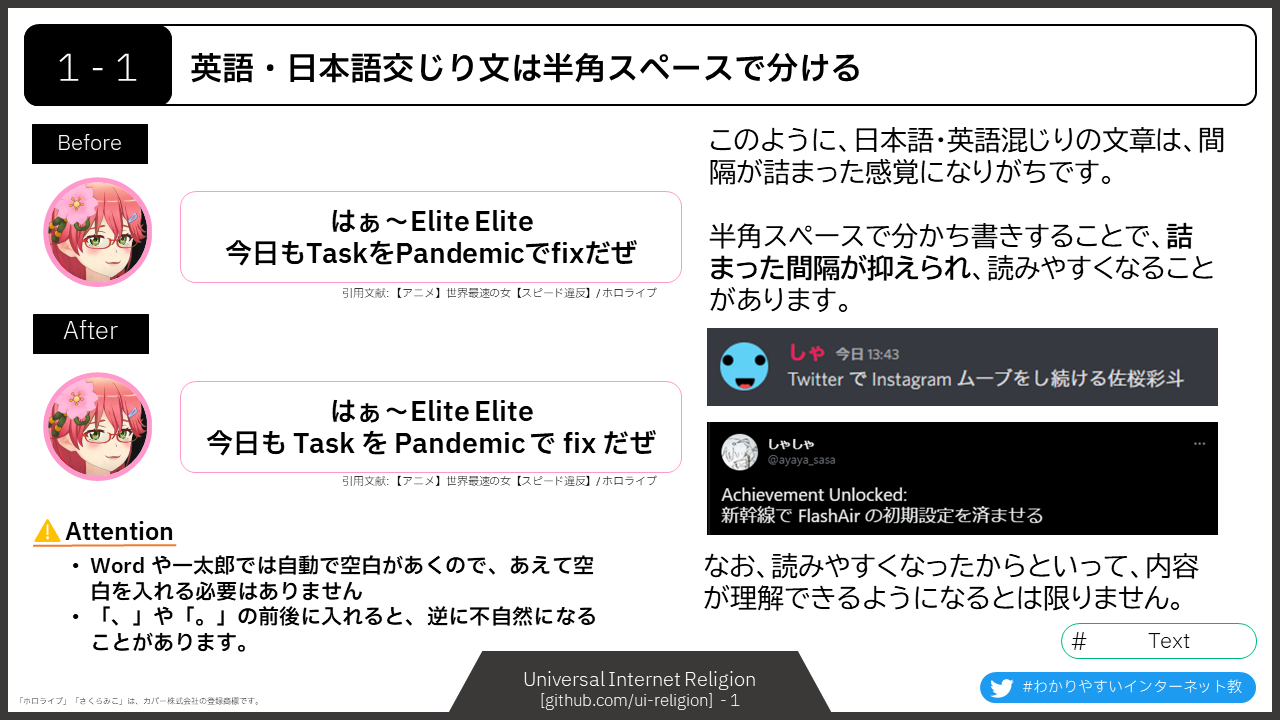 1 - 1
英語・日本語交じり文は半角スペースで分ける
Before
はぁ～Elite Elite
今日もTaskをPandemicでfixだぜ
引用文献:【アニメ】世界最速の女【スピード違反】/ ホロライブ
After
はぁ～Elite Elite
今日も Task を Pandemic で fix だぜ
引用文献:【アニメ】世界最速の女【スピード違反】/ ホロライブ
Attention
• Word や一太郎では自動で空白があくので、あえて空
白を入れる必要はありません
• 「、」や「。」の前後に入れると、逆に不自然になる
ことがあります。
このように、日本語・英語混じりの文章は、間
隔が詰まった感覚になりがちです。
半角スペースで分かち書きすることで、詰
まった間隔が抑えられ、読みやすくなること
があります。
しゃ 今日 13:43
Twitter で Instagram ムーブをし続ける佐桜彩斗
しゃしゃ
@ayaya_sasa
Achievement Unlocked:
新幹線で FlashAir の初期設定を済ませる
なお、読みやすくなったからといって、内容
が理解できるようになるとは限りません。
# Text
#わかりやすいインターネット教
Universal Internet Religion
[github.com/ui-religion] - 1
「ホロライブ」「さくらみこ」は、カバー株式会社の登録商標です。